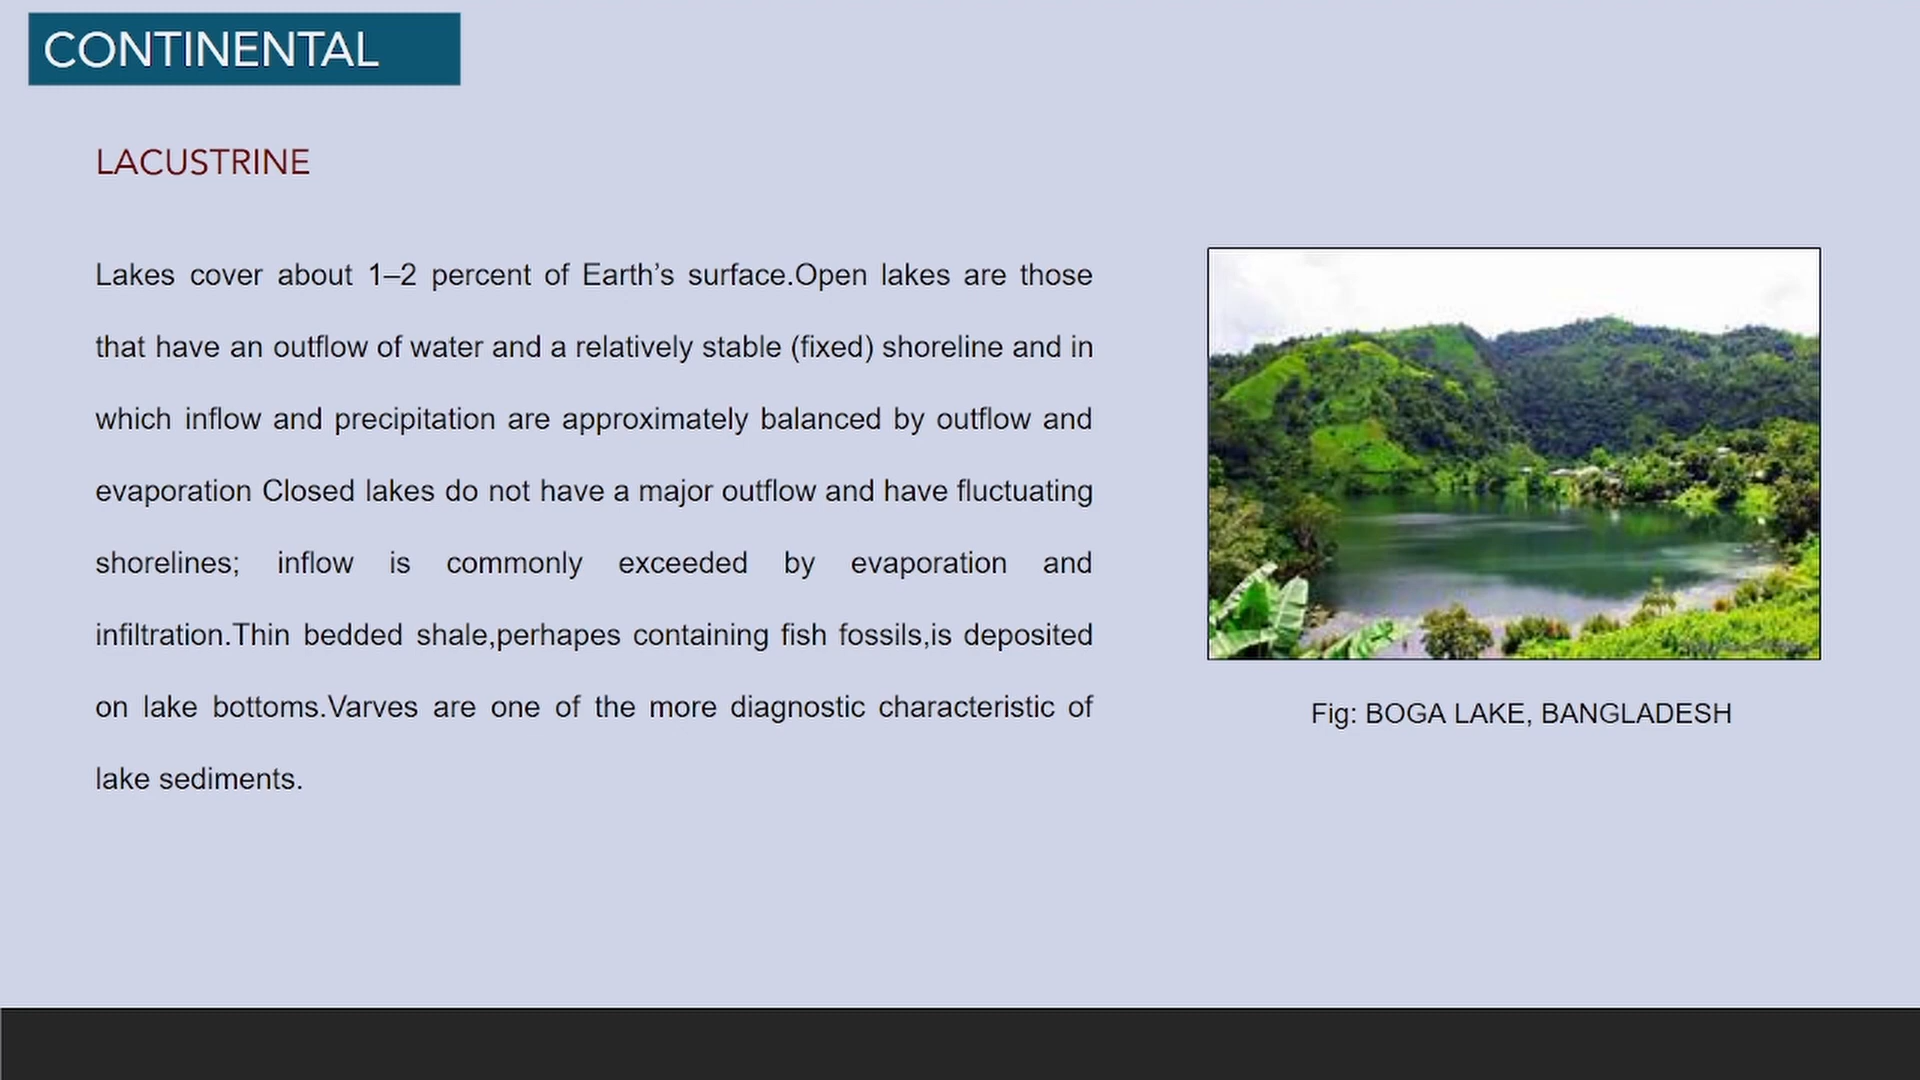 CONTINENTAL
LACUSTRINE
Lakes cover about 1–2 percent of Earth’s surface.Open lakes are those
that have an outflow of water and a relatively stable (fixed) shoreline and in
which inflow and precipitation are approximately balanced by outflow and
evaporation Closed lakes do not have a major outflow and have fluctuating
shorelines; inflow is commonly exceeded by evaporation and
infiltration.Thin bedded shale,perhapes containing fish fossils,is deposited
on lake bottoms.Varves are one of the more diagnostic characteristic of
lake sediments.
Fig: BOGA LAKE, BANGLADESH